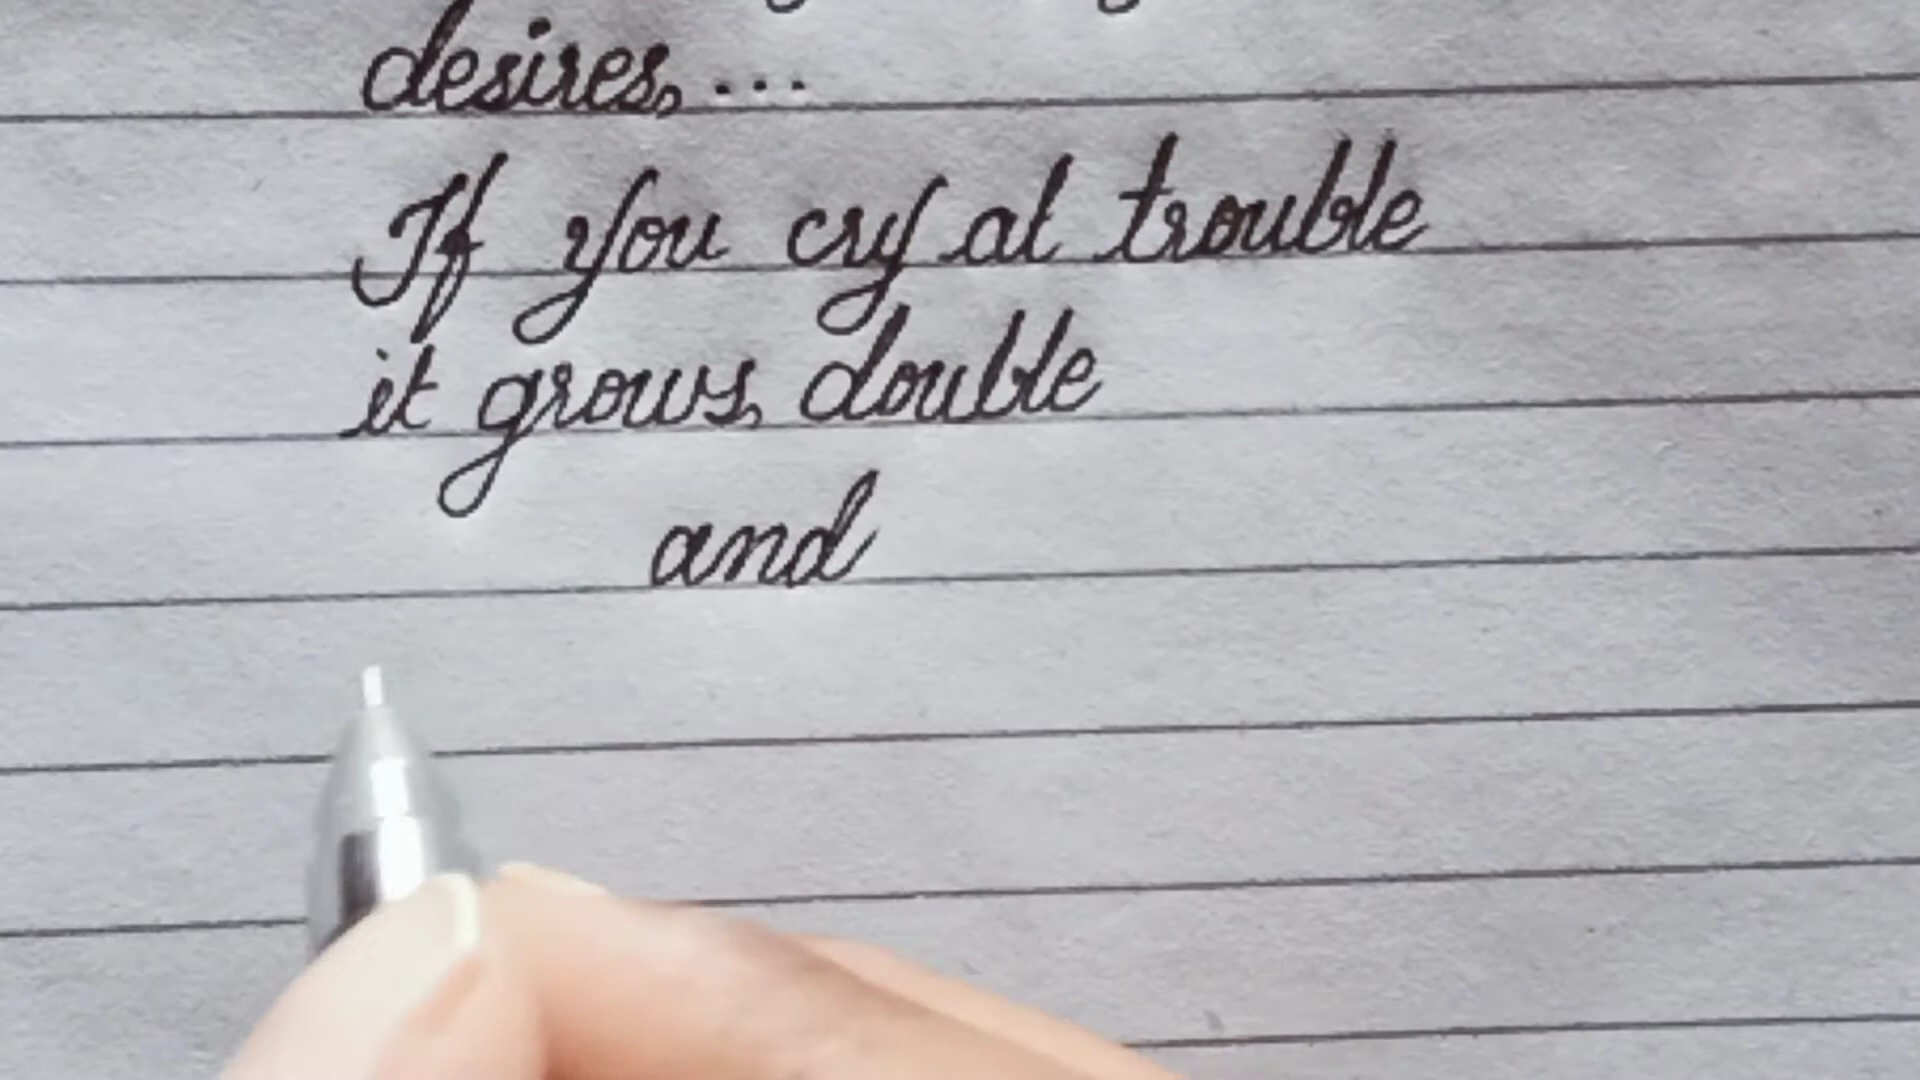 desires, ...
If you cry at trouble
it grows double
and